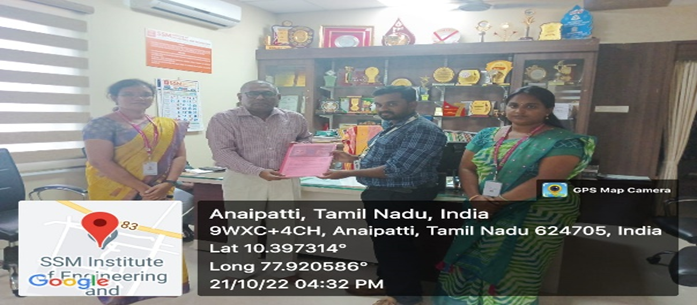 GPS Map Camera
83
SSM Institute
of Engineering
and
Google
Anaipatti, Tamil Nadu, India
9WXC+4CH, Anaipatti, Tamil Nadu 624705, India
Lat 10.397314°
Long 77.920586°
21/10/22 04:32 PM